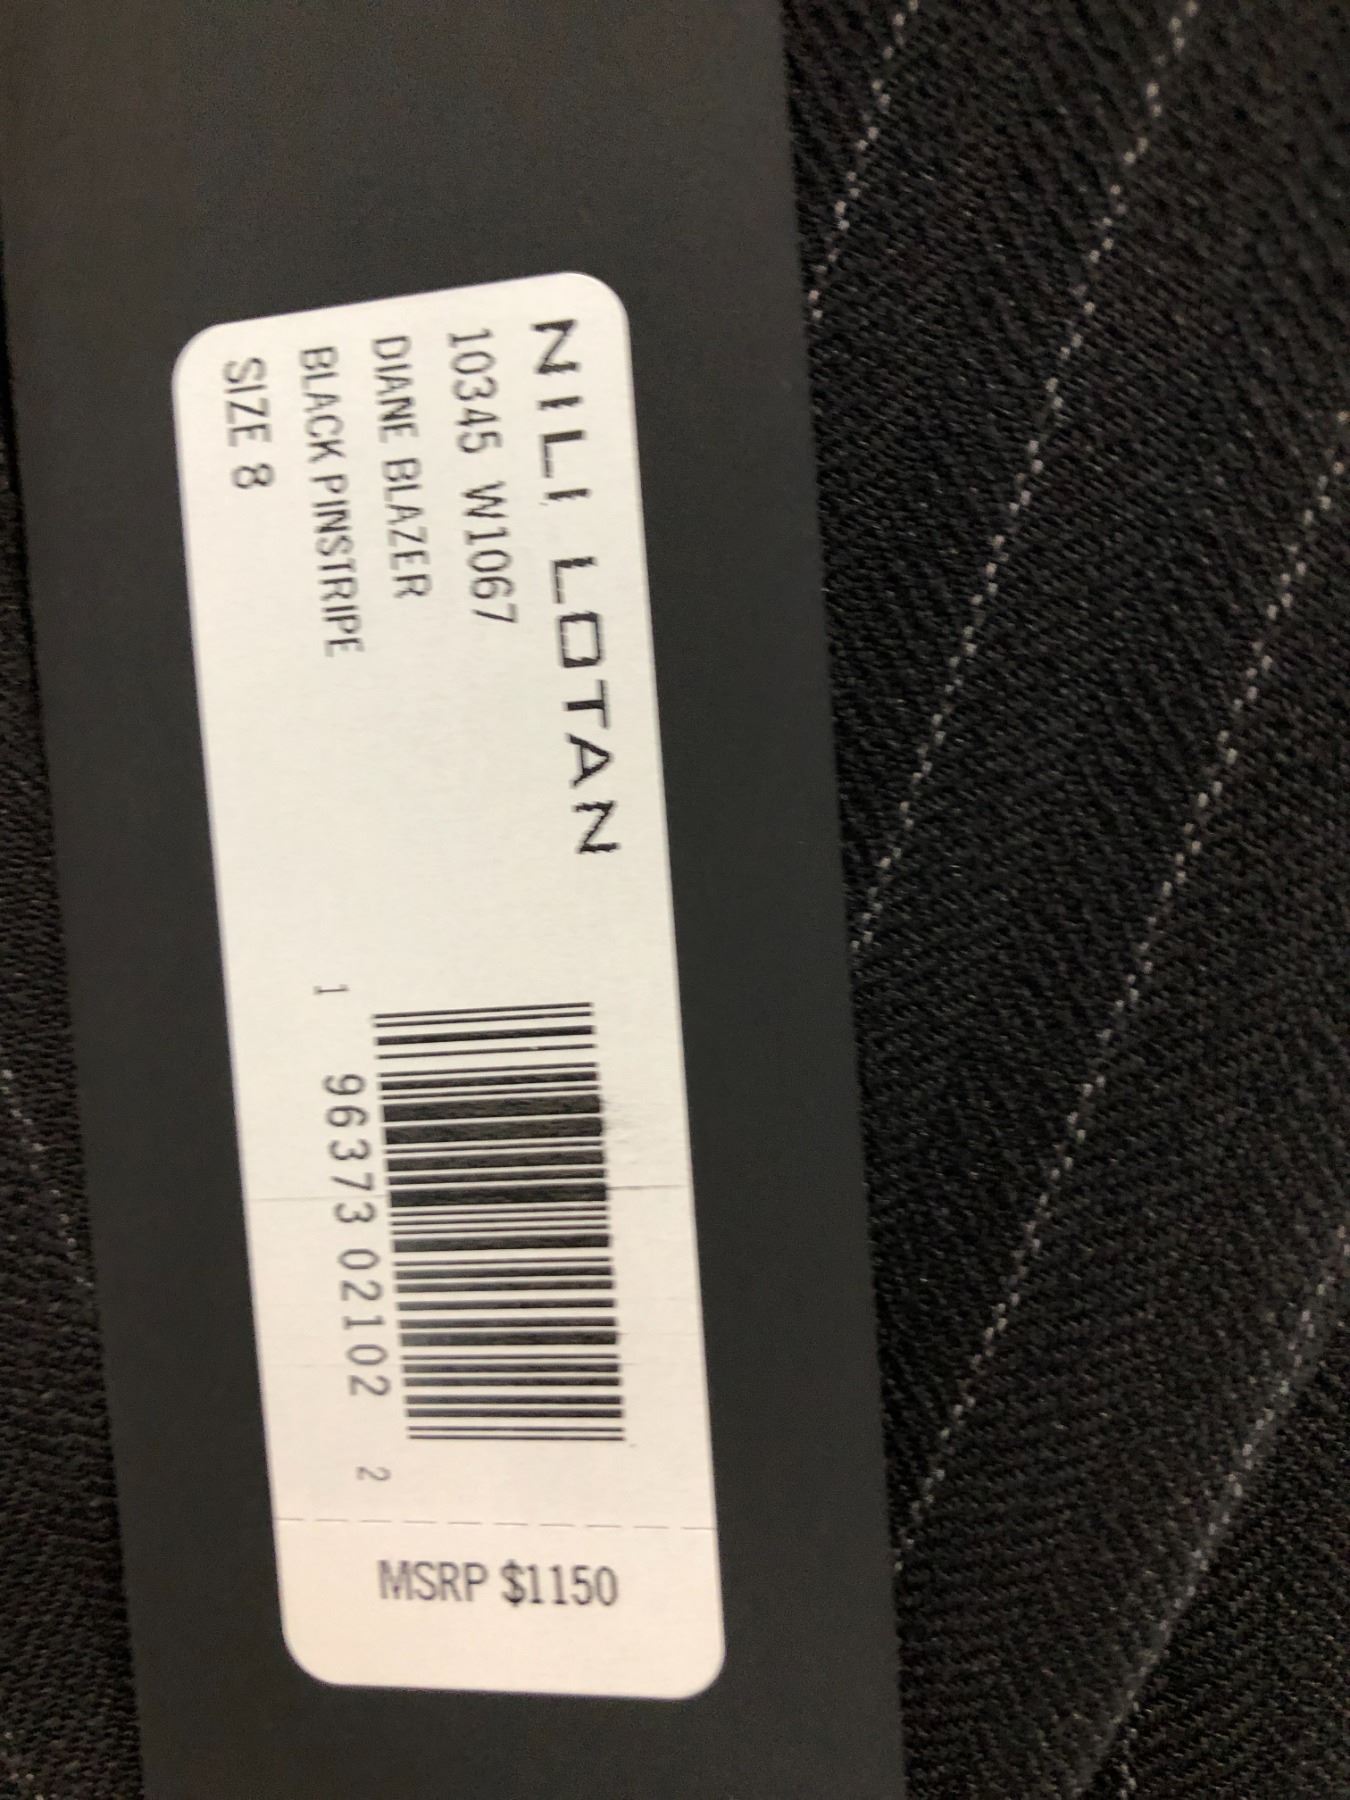 NILI LOTAN
10345 W1067
DIANE BLAZER
BLACK PINSTRIPE
SIZE 8
1 96373 02102 2
MSRP $1150